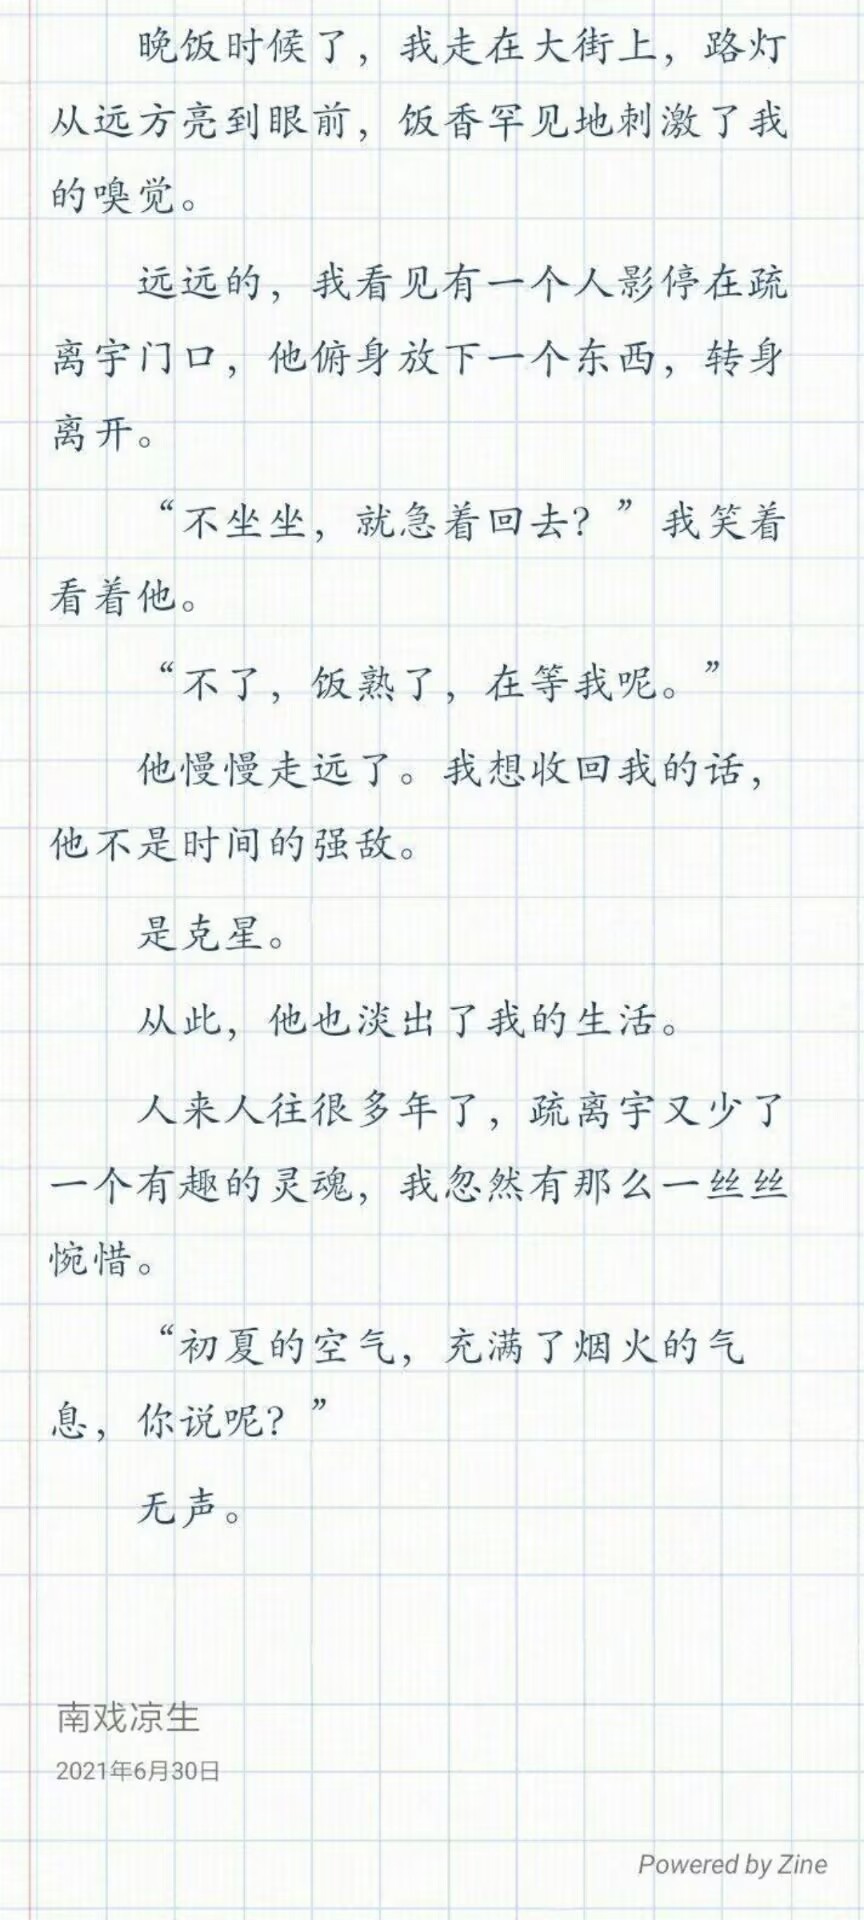 晚饭时候了，我走在大街上，路灯
从远方亮到眼前，饭香罕见地刺激了我
的嗅觉。
远远的，我看见有一个人影停在疏
离宇门口，他俯身放下一个东西，转身
离开。
“不坐坐，就急着回去？”我笑着
看着他。
“不了，饭熟了，在等我呢。”
他慢慢走远了。我想收回我的话，
他不是时间的强敌。
是克星。
从此，他也淡出了我的生活。
人来人往很多年了，疏离宇又少了
一个有趣的灵魂，我忽然有那么一丝丝
惋惜。
“初夏的空气，充满了烟火的气
息，你说呢？”
无声。
南戏凉生
2021年6月30日
Powered by Zine